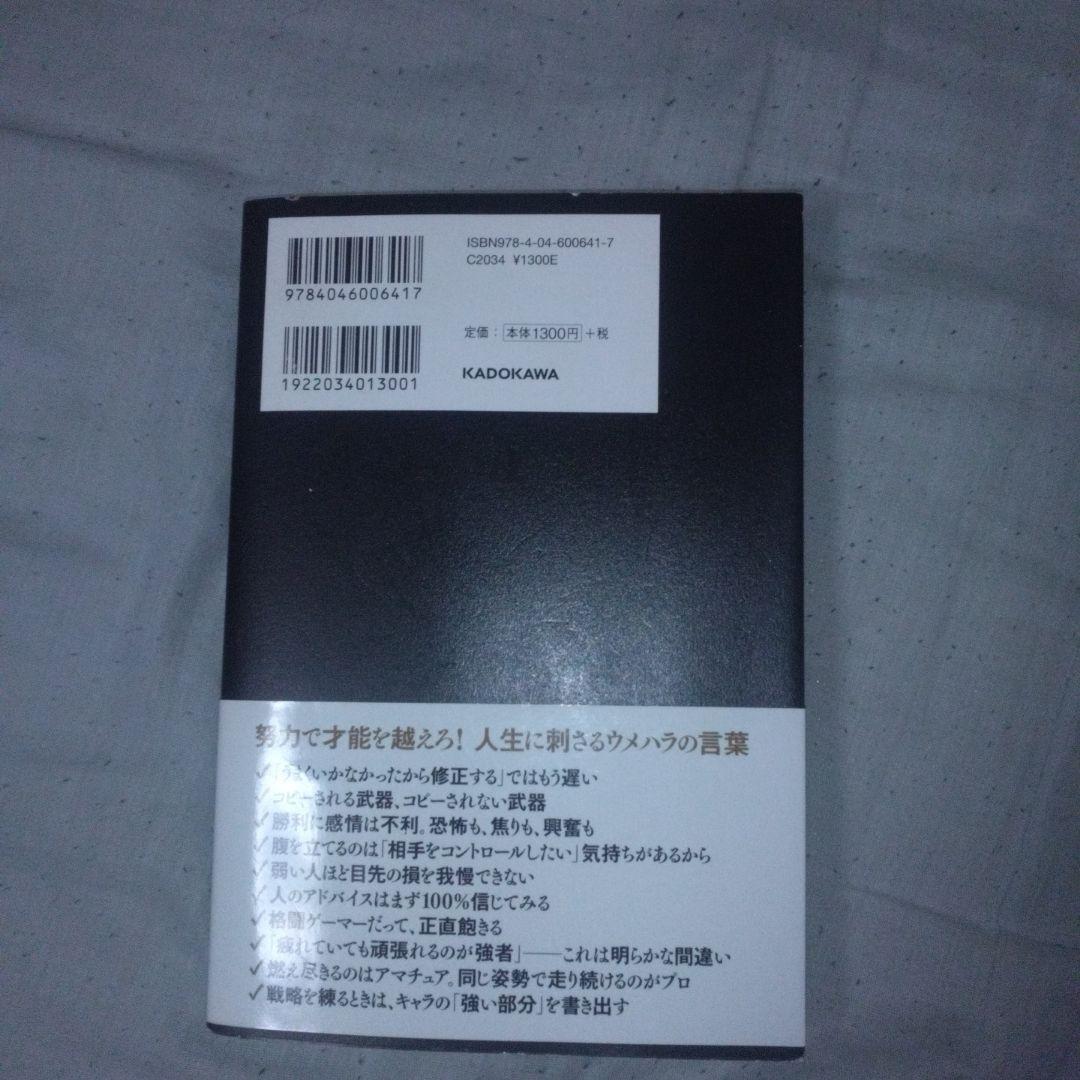 ISBN978-4-04-600641-7
C2034 ¥1300E
9784046006417
定価：本体1300円＋税
1922034013001
KADOKAWA
努力で才能を越えろ！ 人生に刺さるウメハラの言葉
✓「うまくいかなかったから修正する」ではもう遅い
✓コピーされる武器、コピーされない武器
✓勝利に感情は不利。恐怖も、焦りも、興奮も
✓腹を立てるのは「相手をコントロールしたい」気持ちがあるから
✓弱い人ほど目先の損を我慢できない
✓人のアドバイスはまず100％信じてみる
✓格闘ゲーマーだって、正直飽きる
✓「疲れていても頑張れるのが強者」――これは明らかな間違い
✓燃え尽きるのはアマチュア。同じ姿勢で走り続けるのがプロ
✓戦略を練るときは、キャラの「強い部分」を書き出す